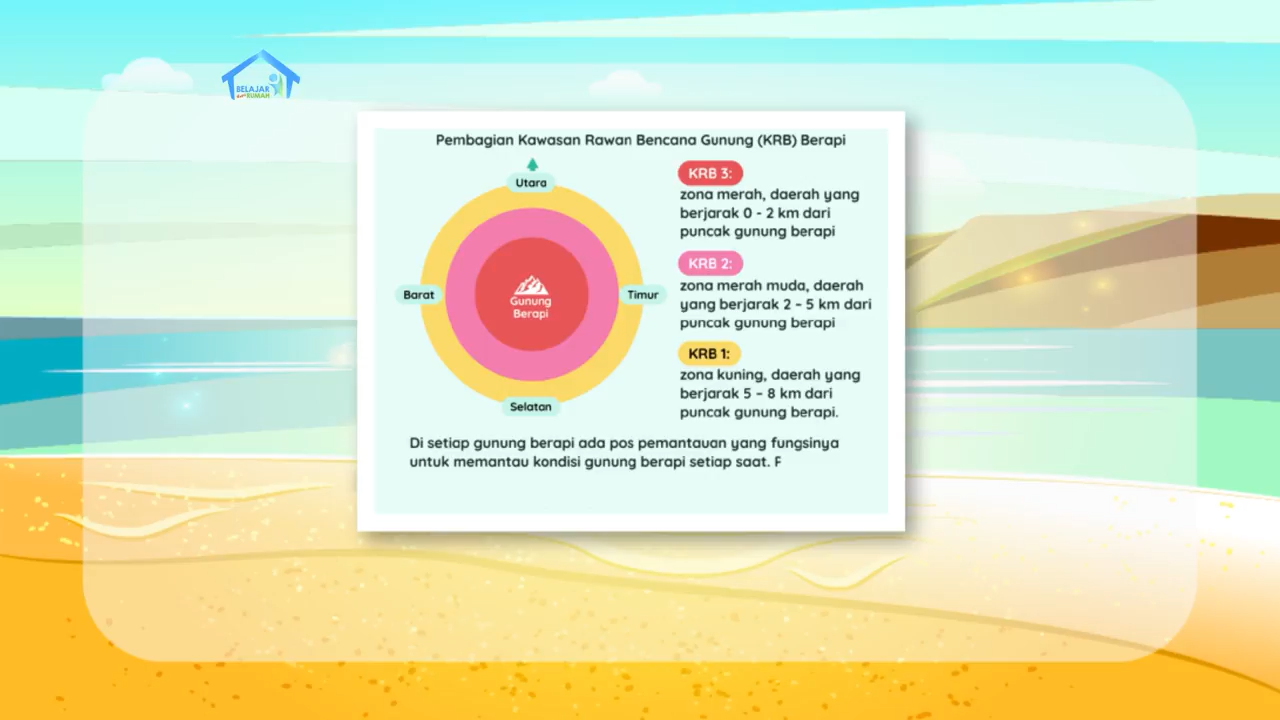 BELAJAR
dari RUMAH
Pembagian Kawasan Rawan Bencana Gunung (KRB) Berapi
Utara
Barat
Gunung
Berapi
Timur
Selatan
KRB 3:
zona merah, daerah yang
berjarak 0 - 2 km dari
puncak gunung berapi
KRB 2:
zona merah muda, daerah
yang berjarak 2 – 5 km dari
puncak gunung berapi
KRB 1:
zona kuning, daerah yang
berjarak 5 – 8 km dari
puncak gunung berapi.
Di setiap gunung berapi ada pos pemantauan yang fungsinya
untuk memantau kondisi gunung berapi setiap saat. P